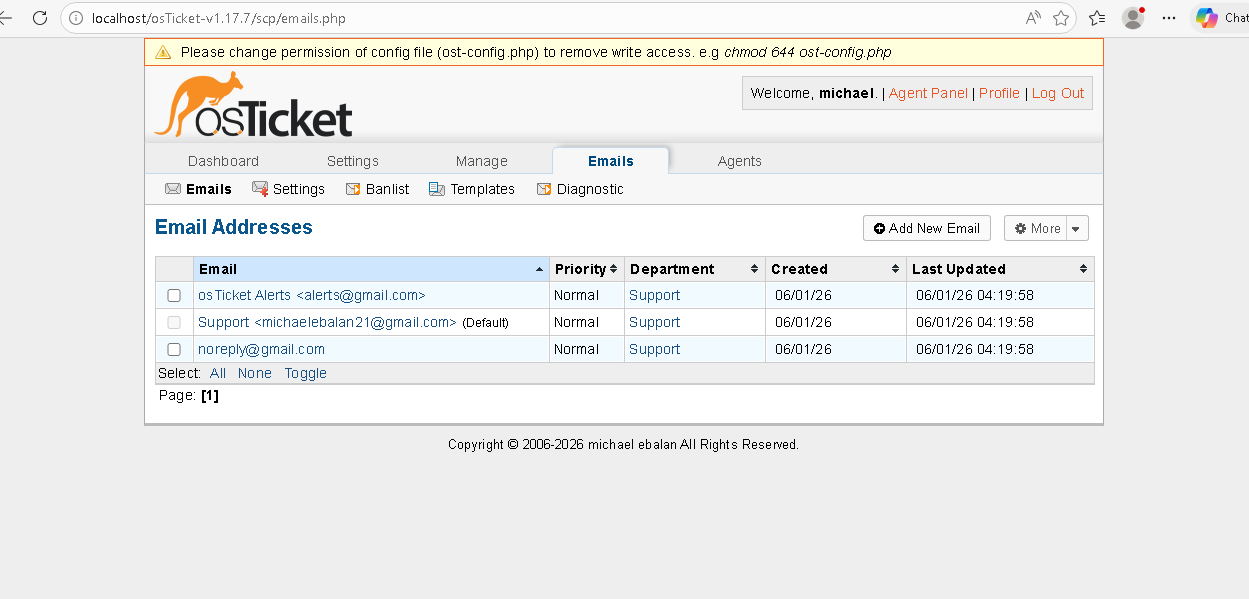 localhost/osTicket-v1.17.7/scp/emails.php
Chat
Please change permission of config file (ost-config.php) to remove write access. e.g chmod 644 ost-config.php
osTicket
Welcome, michael. | Agent Panel | Profile | Log Out
Dashboard Settings Manage Emails Agents
Emails Settings Banlist Templates Diagnostic
Email Addresses
Add New Email More
Email Priority Department Created Last Updated
osTicket Alerts <alerts@gmail.com> Normal Support 06/01/26 06/01/26 04:19:58
Support <michaelebalan21@gmail.com> (Default) Normal Support 06/01/26 06/01/26 04:19:58
noreply@gmail.com Normal Support 06/01/26 06/01/26 04:19:58
Select: All None Toggle
Page: [1]
Copyright © 2006-2026 michael ebalan All Rights Reserved.